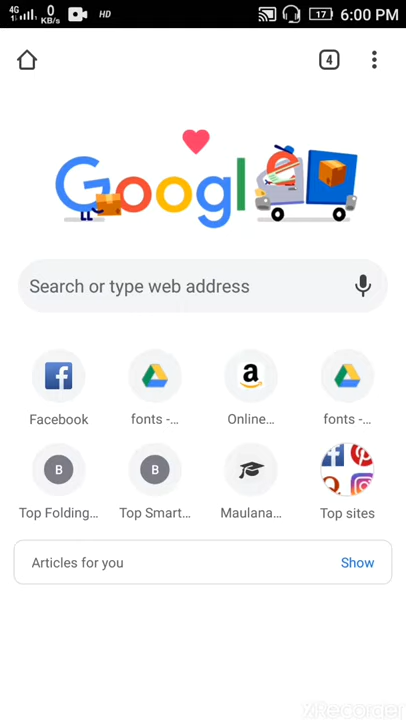 4G 0 KB/s HD 17 6:00 PM
4
Google
Search or type web address
Facebook fonts -... Online... fonts -...
B B
Top Folding... Top Smart... Maulana... Top sites
Articles for you Show
XRecorder